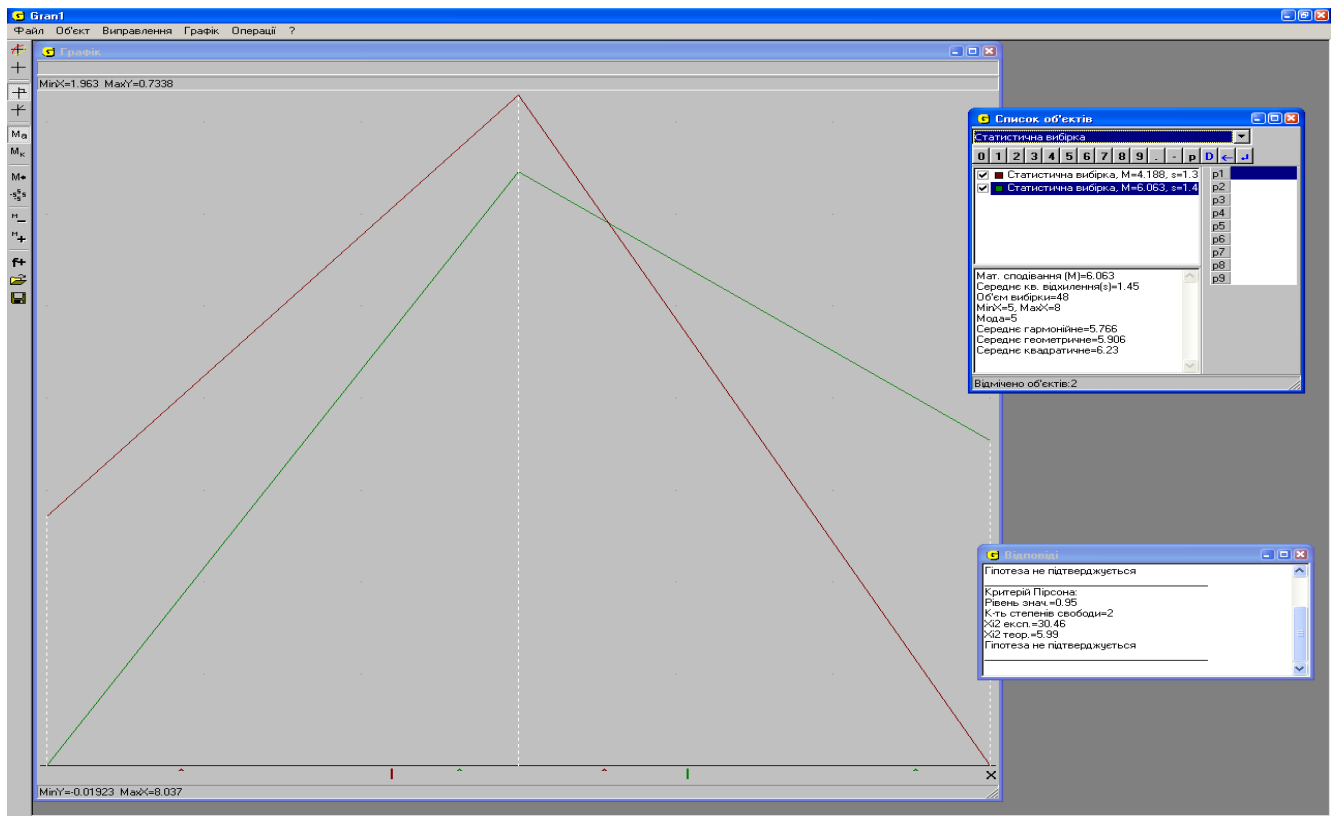 Gran1
Файл Об'єкт Виправлення Графік Операції ?
Графік
MinX=1.963 MaxY=0.7338
X
MinY=-0.01923 MaxX=8.037
Список об'єктів
Статистична вибірка
0 1 2 3 4 5 6 7 8 9 . - p D ← ↲
Статистична вибірка, M=4.188, s=1.3
Статистична вибірка, M=6.063, s=1.4
p1
p2
p3
p4
p5
p6
p7
p8
p9
Мат. сподівання (M)=6.063
Середнє кв. відхилення(s)=1.45
Об'єм вибірки=48
MinX=5, MaxX=8
Мода=5
Середнє гармонійне=5.766
Середнє геометричне=5.906
Середнє квадратичне=6.23
Відмічено об'єктів:2
Відповіді
Гіпотеза не підтверджується
Критерій Пірсона:
Рівень знач.=0.95
К-ть степенів свободи=2
Xi2 експ.=30.46
Xi2 теор.=5.99
Гіпотеза не підтверджується